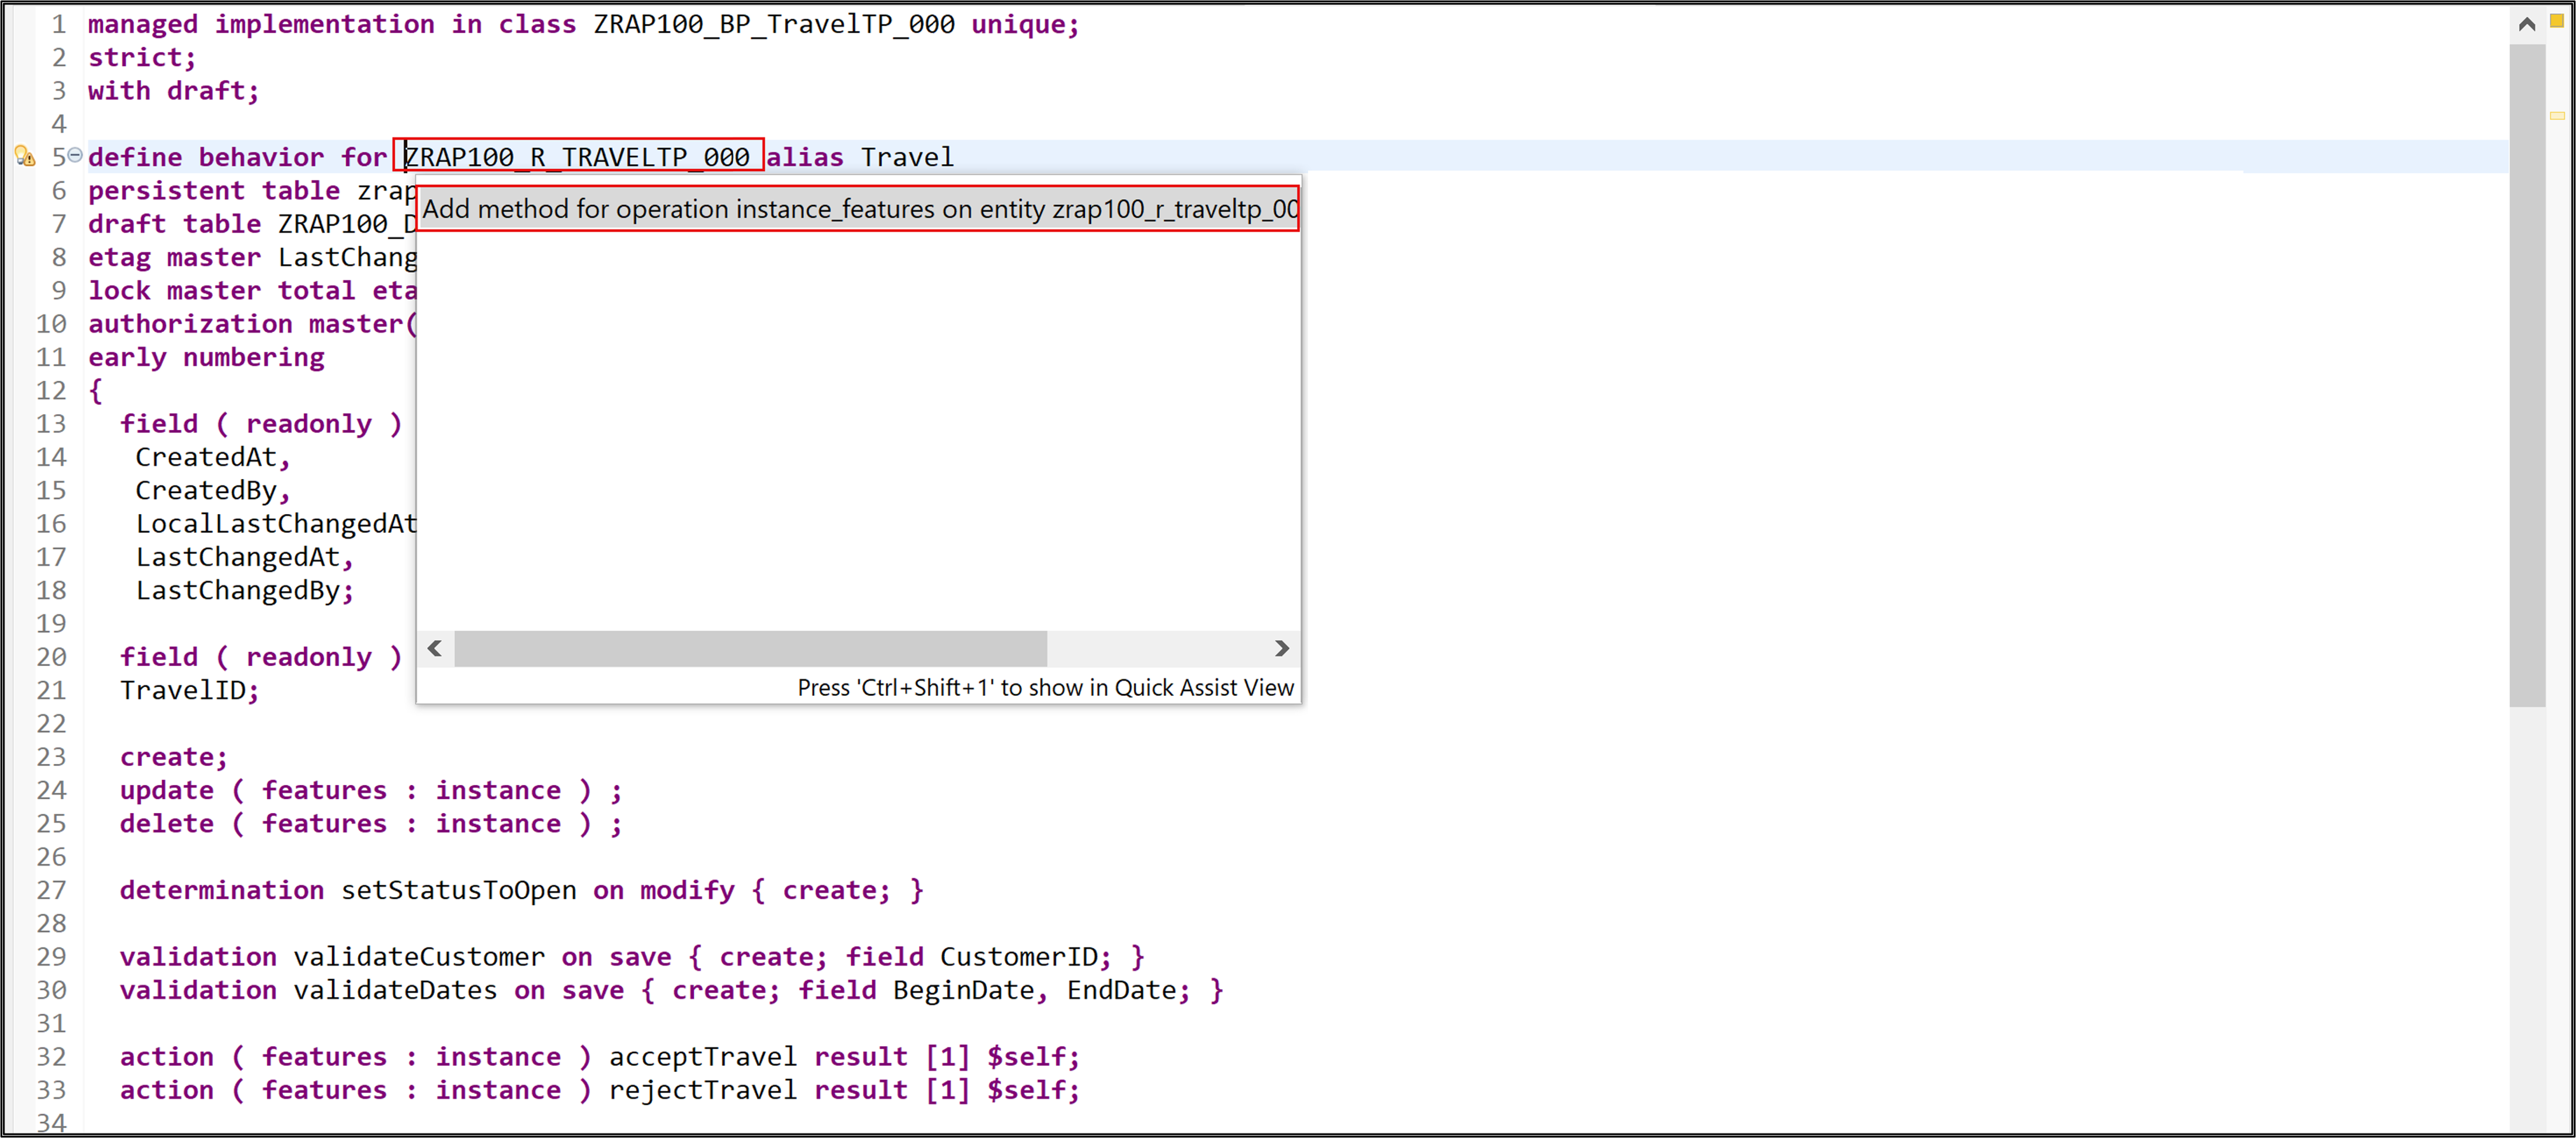 1 managed implementation in class ZRAP100_BP_TravelTP_000 unique;
2 strict;
3 with draft;
4
5 define behavior for ZRAP100_R_TRAVELTP_000 alias Travel
6 persistent table zrap
Add method for operation instance_features on entity zrap100_r_traveltp_00
7 draft table ZRAP100_D
8 etag master LastChang
9 lock master total eta
10 authorization master(
11 early numbering
12 {
13 field ( readonly )
14 CreatedAt,
15 CreatedBy,
16 LocalLastChangedAt
17 LastChangedAt,
18 LastChangedBy;
19
20 field ( readonly )
21 TravelID;
Press 'Ctrl+Shift+1' to show in Quick Assist View
22
23 create;
24 update ( features : instance ) ;
25 delete ( features : instance ) ;
26
27 determination setStatusToOpen on modify { create; }
28
29 validation validateCustomer on save { create; field CustomerID; }
30 validation validateDates on save { create; field BeginDate, EndDate; }
31
32 action ( features : instance ) acceptTravel result [1] $self;
33 action ( features : instance ) rejectTravel result [1] $self;
34